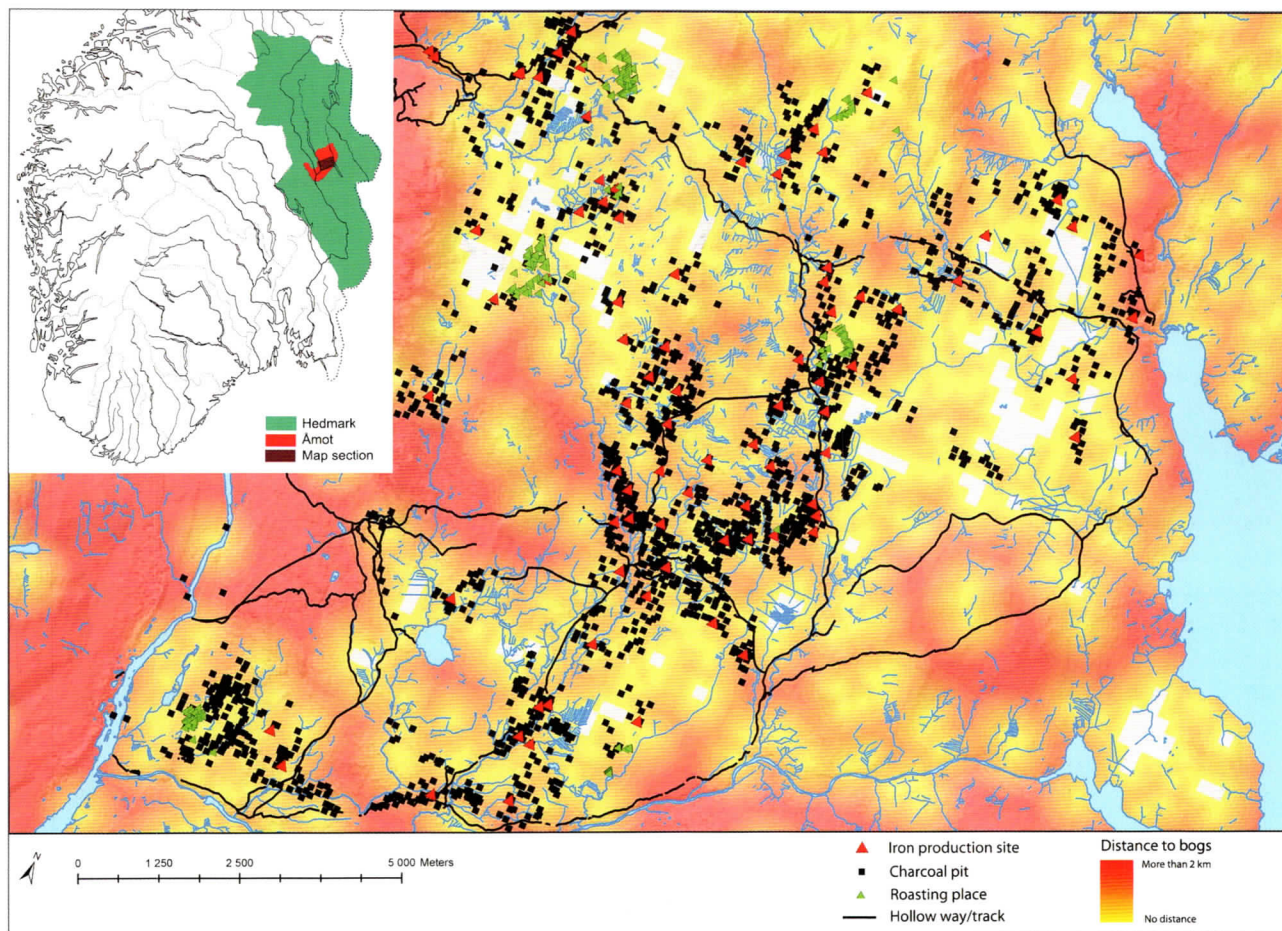 Hedmark
Åmot
Map section
N
0 1 250 2 500 5 000 Meters
Iron production site
Charcoal pit
Roasting place
Hollow way/track
Distance to bogs
More than 2 km
No distance